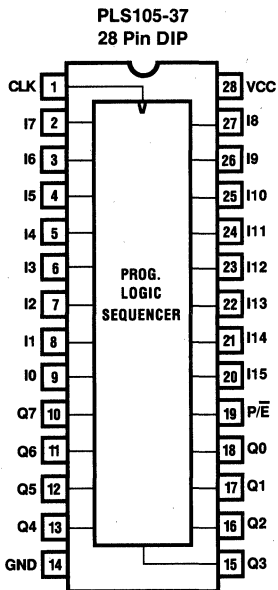 PLS105-37
28 Pin DIP
CLK 1 28 VCC
I7 2 27 I8
I6 3 26 I9
I5 4 25 I10
I4 5 24 I11
I3 6 23 I12
I2 7 22 I13
I1 8 21 I14
I0 9 20 I15
Q7 10 19 P/E̅
Q6 11 18 Q0
Q5 12 17 Q1
Q4 13 16 Q2
GND 14 15 Q3
PROG.
LOGIC
SEQUENCER